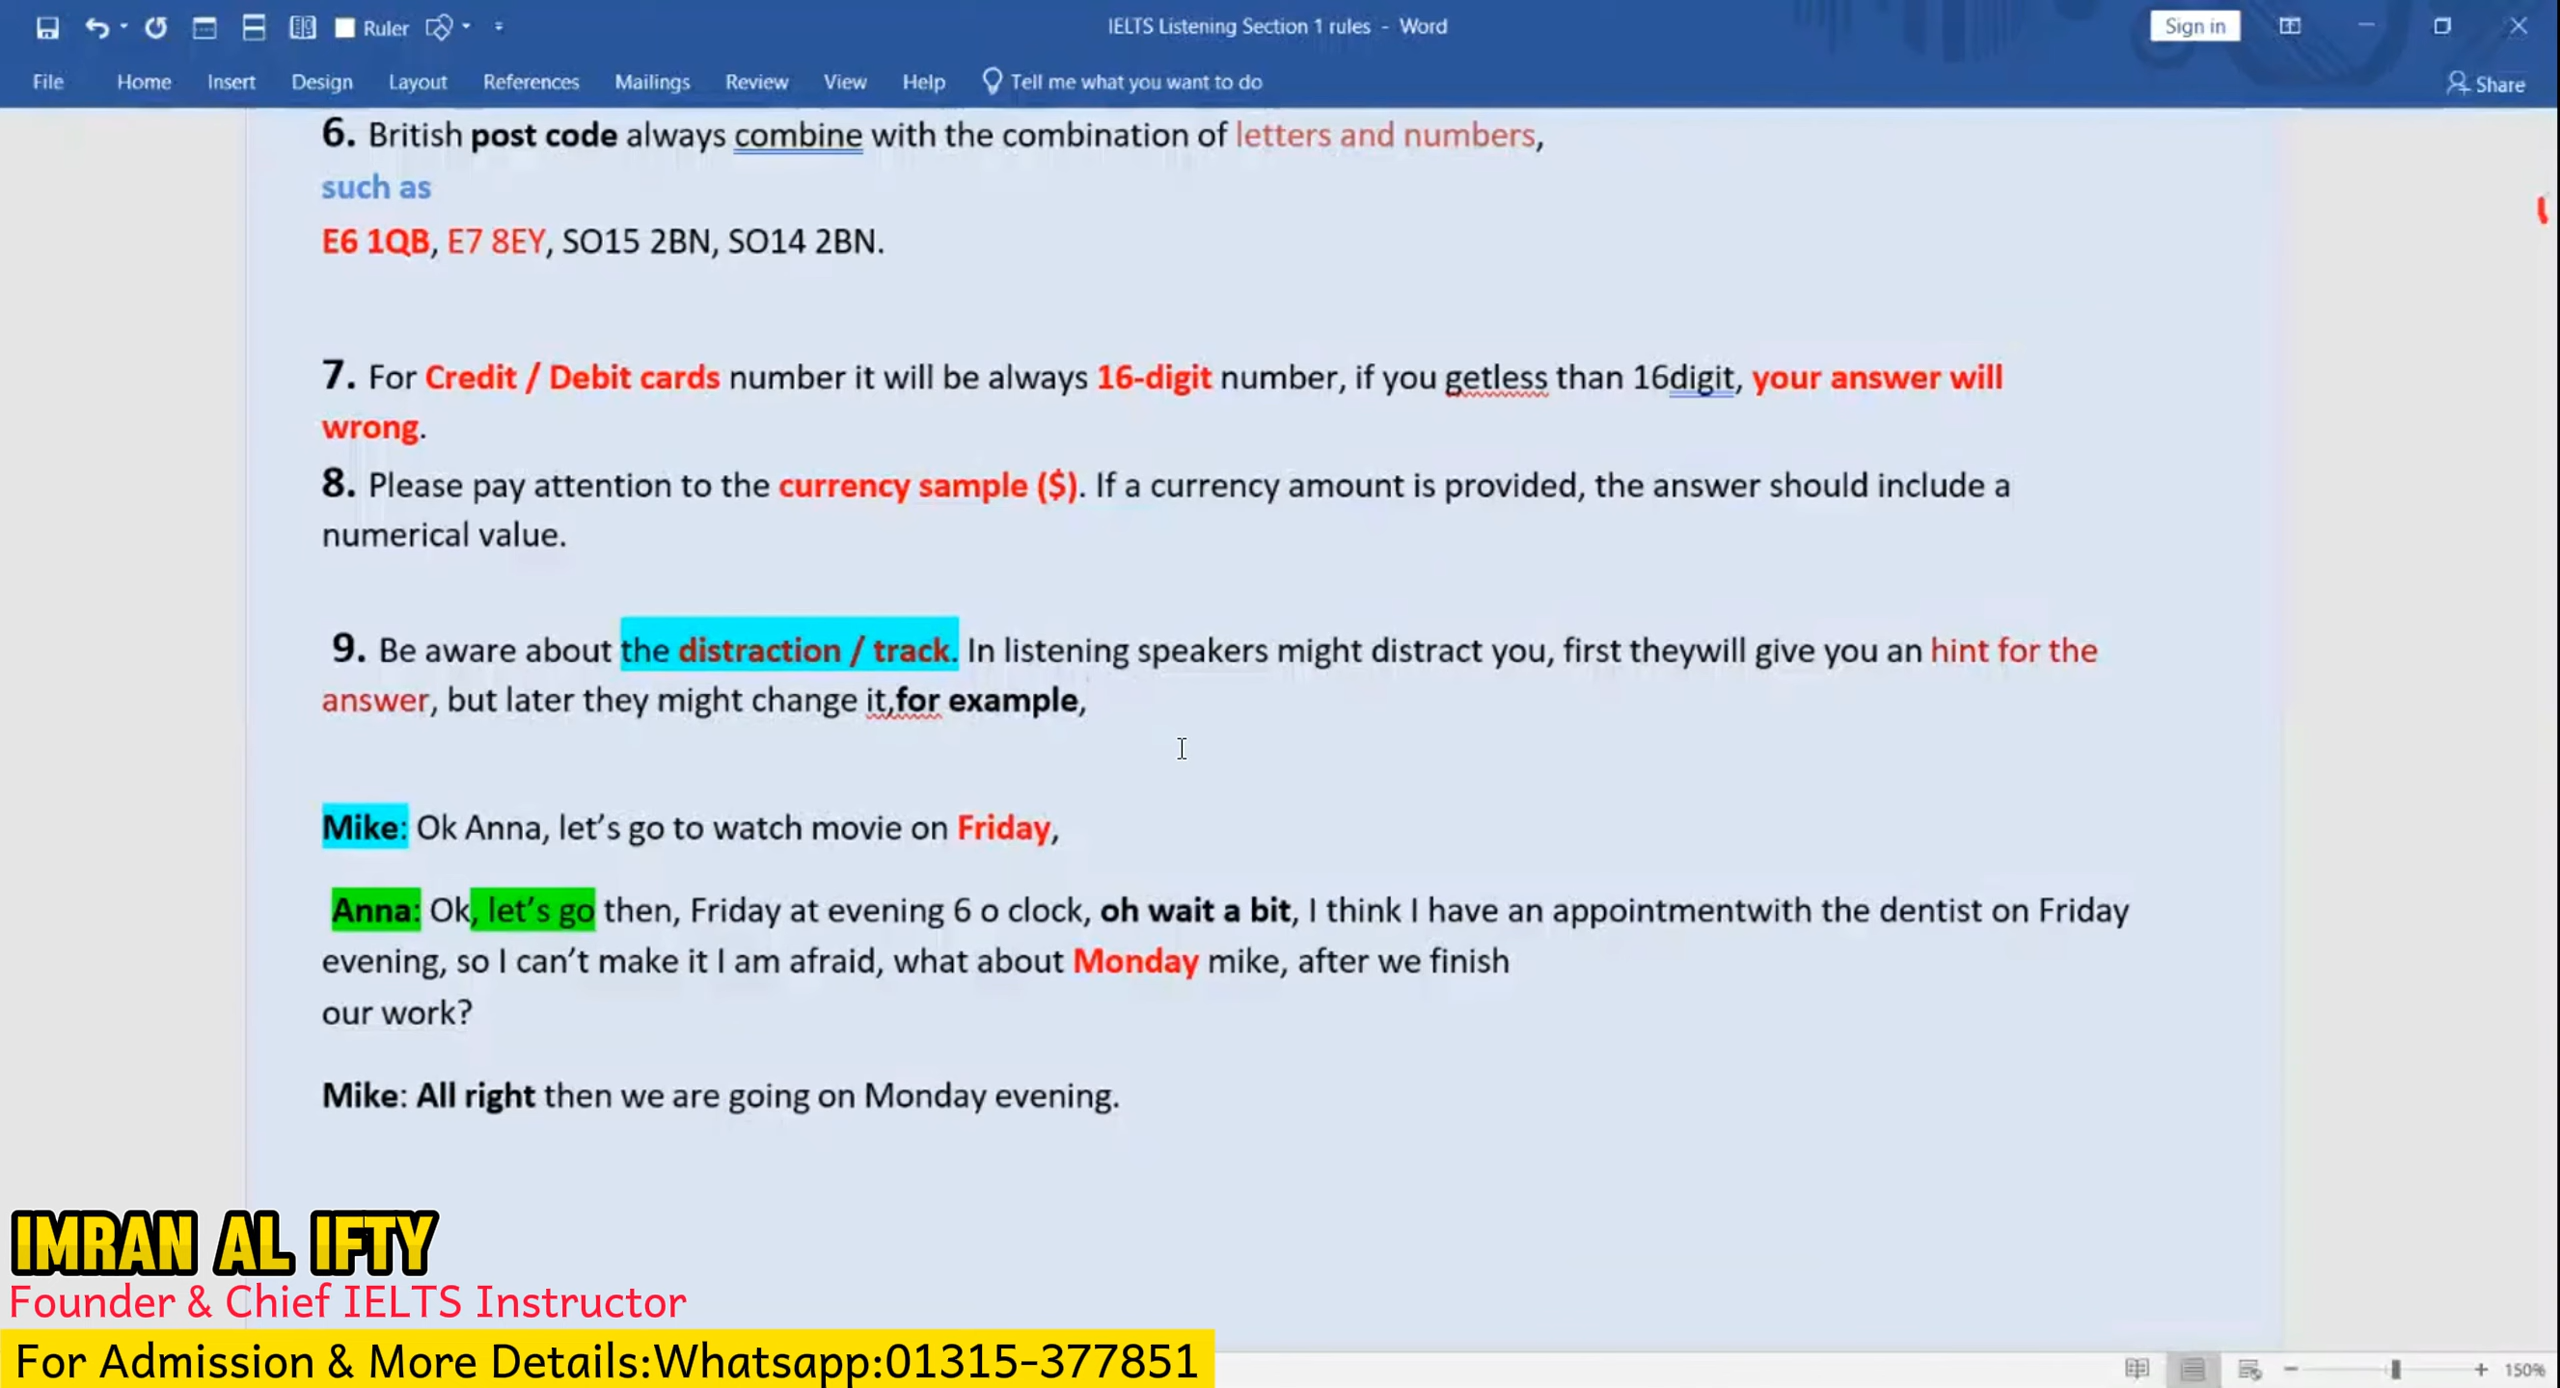 Ruler
IELTS Listening Section 1 rules - Word
Sign in
File Home Insert Design Layout References Mailings Review View Help Tell me what you want to do
Share
6. British post code always combine with the combination of letters and numbers,
such as
E6 1QB, E7 8EY, SO15 2BN, SO14 2BN.
7. For Credit / Debit cards number it will be always 16-digit number, if you getless than 16digit, your answer will
wrong.
8. Please pay attention to the currency sample ($). If a currency amount is provided, the answer should include a
numerical value.
9. Be aware about the distraction / track. In listening speakers might distract you, first theywill give you an hint for the
answer, but later they might change it,for example,
Mike: Ok Anna, let’s go to watch movie on Friday,
Anna: Ok, let’s go then, Friday at evening 6 o clock, oh wait a bit, I think I have an appointmentwith the dentist on Friday
evening, so I can’t make it I am afraid, what about Monday mike, after we finish
our work?
Mike: All right then we are going on Monday evening.
IMRAN AL IFTY
Founder & Chief IELTS Instructor
For Admission & More Details:Whatsapp:01315-377851
150%